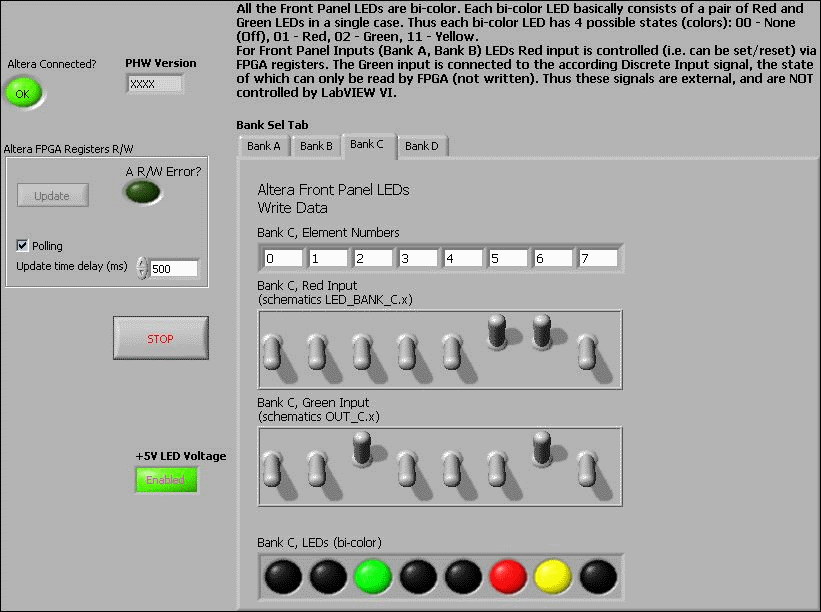 All the Front Panel LEDs are bi-color. Each bi-color LED basically consists of a pair of Red and
Green LEDs in a single case. Thus each bi-color LED has 4 possible states (colors): 00 - None
(Off), 01 - Red, 02 - Green, 11 - Yellow.
For Front Panel Inputs (Bank A, Bank B) LEDs Red input is controlled (i.e. can be set/reset) via
FPGA registers. The Green input is connected to the according Discrete Input signal, the state
of which can only be read by FPGA (not written). Thus these signals are external, and are NOT
controlled by LabVIEW VI.
Altera Connected?
PHW Version
OK
XXXX
Bank Sel Tab
Bank A
Bank B
Bank C
Bank D
Altera FPGA Registers R/W
A R/W Error?
Update
Polling
Update time delay (ms)
500
STOP
+5V LED Voltage
Enabled
Altera Front Panel LEDs
Write Data
Bank C, Element Numbers
0 1 2 3 4 5 6 7
Bank C, Red Input
(schematics LED_BANK_C.x)
Bank C, Green Input
(schematics OUT_C.x)
Bank C, LEDs (bi-color)